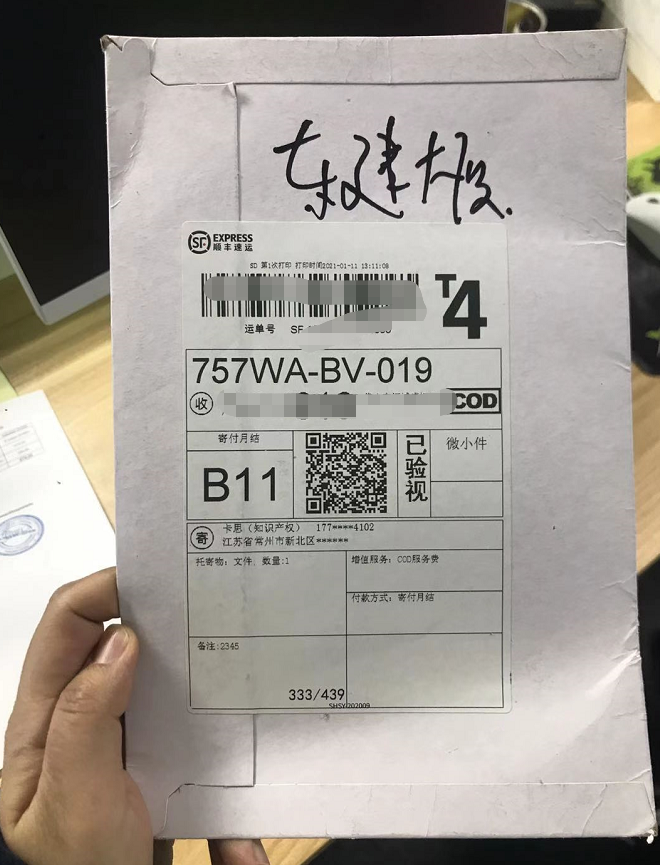 东建大厦.
SF EXPRESS
顺丰速运
SD 第1次打印 打印时间2021-01-11 13:11:08
T4
运单号 SF
757WA-BV-019
收
COD
寄付月结
B11
已验视
微小件
寄 卡思（知识产权） 177****4102
江苏省常州市新北区******
托寄物: 文件, 数量:1
增值服务: COD服务费
付款方式: 寄付月结
备注:2345
333/439
SHSY202009